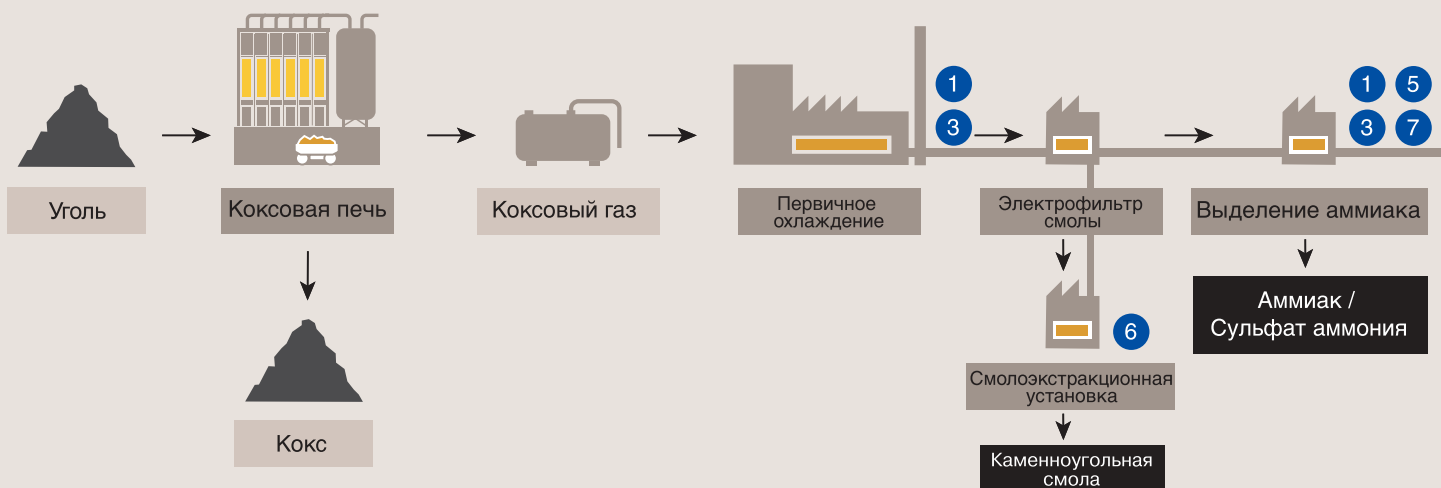 1
3
1 5
3 7
Уголь
Коксовая печь
Коксовый газ
Первичное
охлаждение
Электрофильтр
смолы
Выделение аммиака
Аммиак /
Сульфат аммония
6
Смолоэкстракционная
установка
Кокс
Каменноугольная
смола